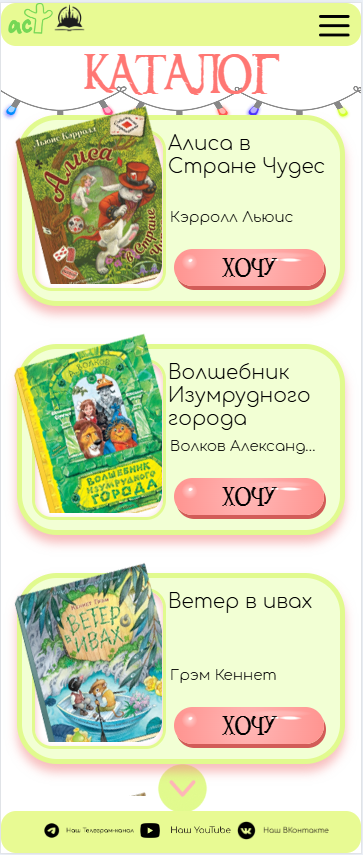 аст
КАТАЛОГ
Льюис Кэрролл
Алиса
в Стране
Алиса в
Стране Чудес
Кэрролл Льюис
ХОЧУ
А. ВОЛКОВ
ВОЛШЕБНИК
ИЗУМРУДНОГО
ГОРОДА
Волшебник
Изумрудного
города
Волков Александ...
ХОЧУ
Кеннет Грэм
ВЕТЕР
В ИВАХ
Ветер в ивах
Грэм Кеннет
ХОЧУ
Наш Телеграм-канал Наш YouTube Наш ВКонтакте